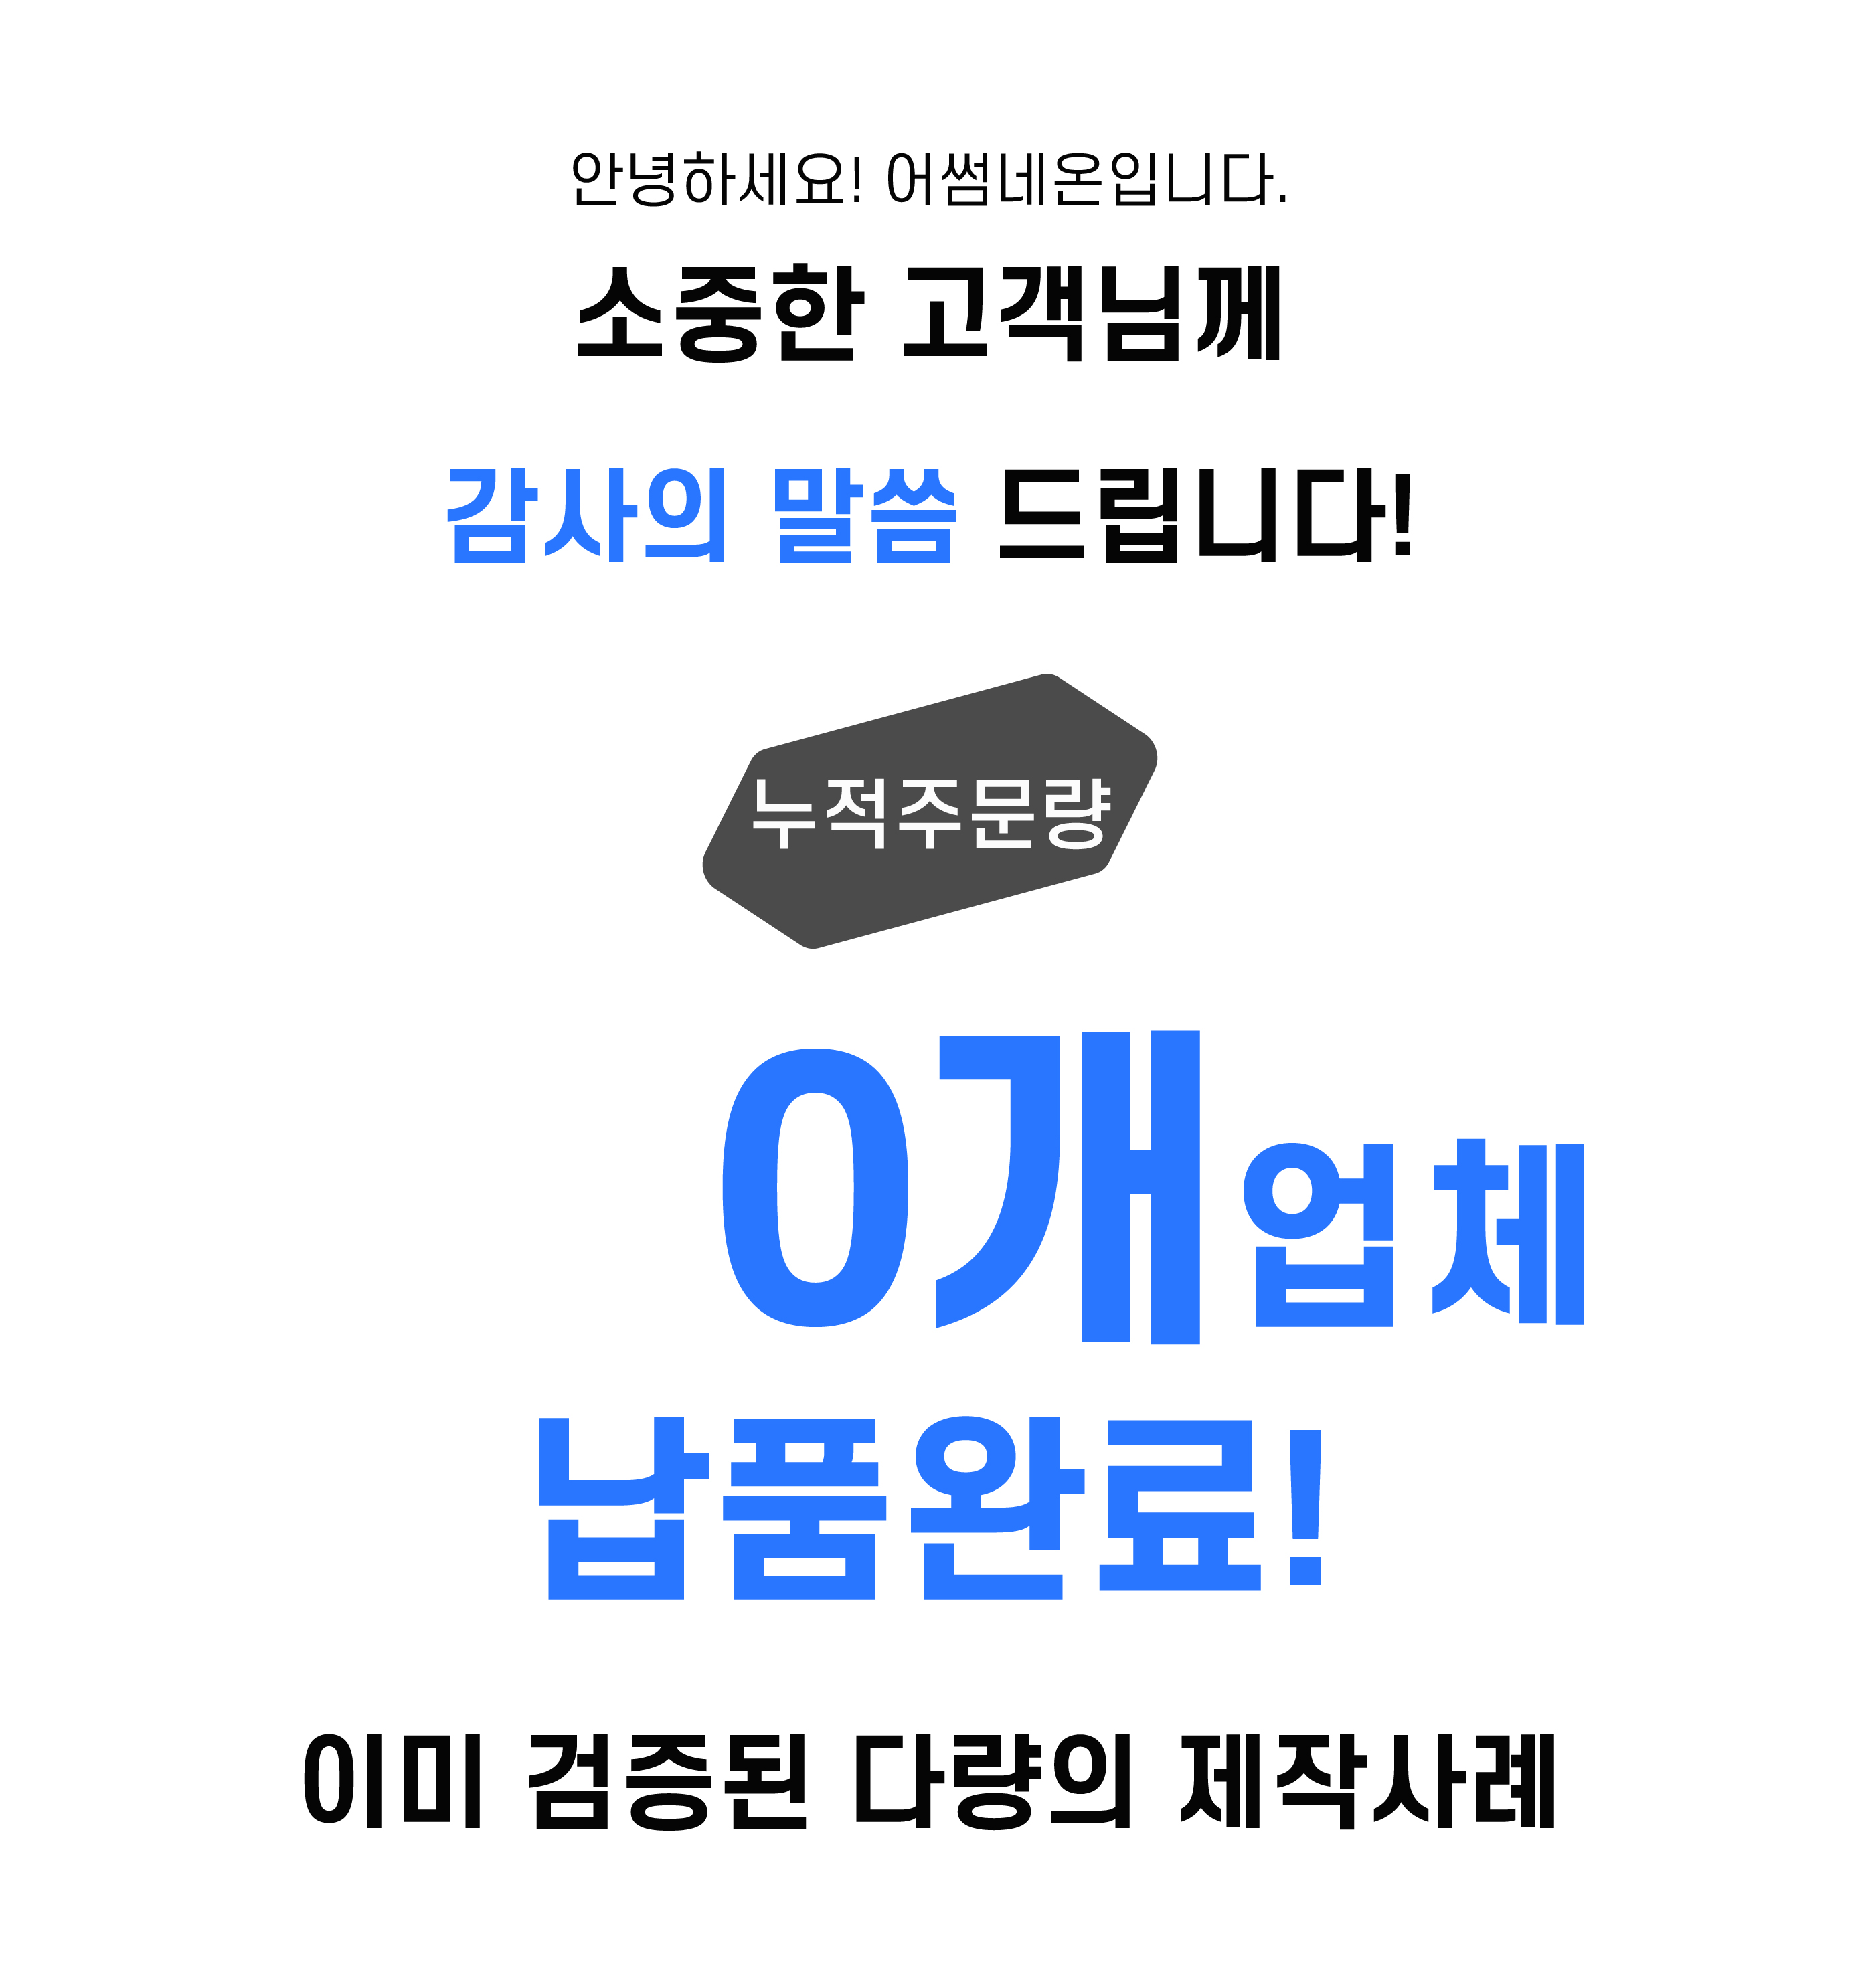 안녕하세요! 어썸네온입니다.
소중한 고객님께
감사의 말씀 드립니다!
누적주문량
0개 업체
납품완료!
이미 검증된 다량의 제작사례